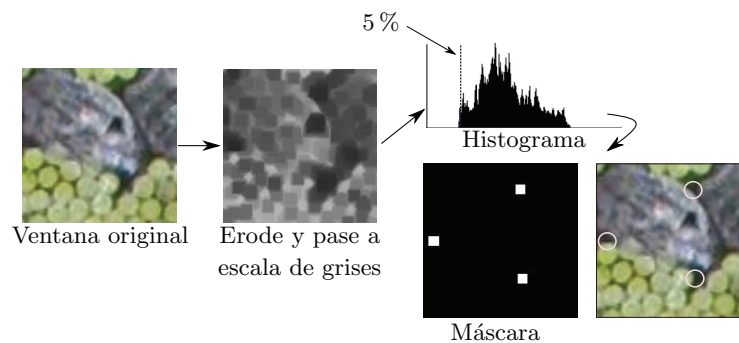 5 %
Histograma
Ventana original
Erode y pase a
escala de grises
Máscara